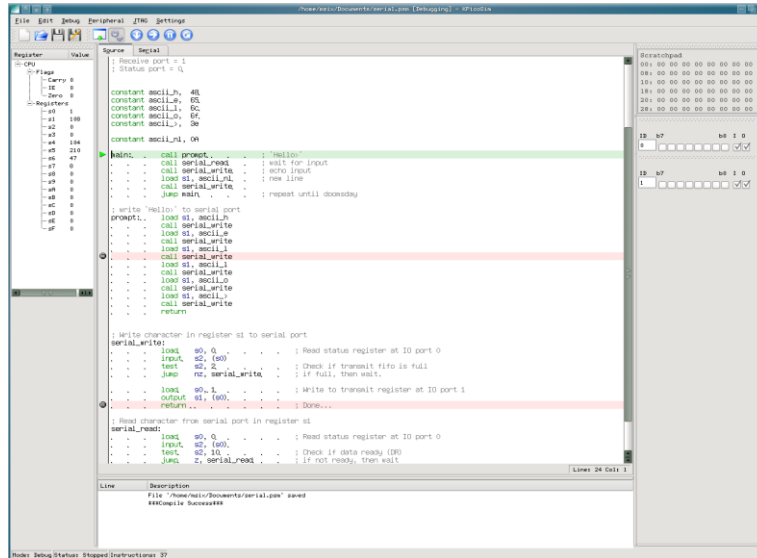 /home/msix/Documents/serial.psm [Debugging] - KPicoSim
File Edit Debug Peripheral JTAG Settings
Register Value
CPU
Flags
Carry 0
IE 0
Zero 0
Registers
s0 1
s1 108
s2 0
s3 0
s4 184
s5 210
s6 47
s7 0
s8 0
s9 0
sA 0
sB 0
sC 0
sD 0
sE 0
sF 0
Source Serial
; Receive port = 1
; Status port = 0
constant ascii_h, 48
constant ascii_e, 65
constant ascii_l, 6c
constant ascii_o, 6f
constant ascii_>, 3e
constant ascii_nl, 0A
main: call prompt ; 'Hello>'
call serial_read ; wait for input
call serial_write ; echo input
load s1, ascii_nl ; new line
call serial_write
jump main ; repeat until doomsday
; write 'Hello>' to serial port
prompt: load s1, ascii_h
call serial_write
load s1, ascii_e
call serial_write
load s1, ascii_l
call serial_write
load s1, ascii_l
call serial_write
load s1, ascii_o
call serial_write
load s1, ascii_>
call serial_write
return
; Write character in register s1 to serial port
serial_write:
load s0, 0 ; Read status register at IO port 0
input s2, (s0)
test s2, 2 ; Check if transmit fifo is full
jump nz, serial_write ; if full, then wait.
load s0, 1 ; Write to transmit register at IO port 1
output s1, (s0)
return ; Done...
; Read character from serial port in register s1
serial_read:
load s0, 0 ; Read status register at IO port 0
input s2, (s0)
test s2, 10 ; Check if data ready (DR)
jump z, serial_read ; if not ready, then wait
Line: 24 Col: 1
Line Description
File '/home/msix/Documents/serial.psm' saved
###Compile Success###
Scratchpad
00: 00 00 00 00 00 00 00 00
08: 00 00 00 00 00 00 00 00
10: 00 00 00 00 00 00 00 00
18: 00 00 00 00 00 00 00 00
20: 00 00 00 00 00 00 00 00
28: 00 00 00 00 00 00 00 00
ID b7 b0 I O
0
ID b7 b0 I O
1
Mode: Debug Status: Stopped Instructions: 37